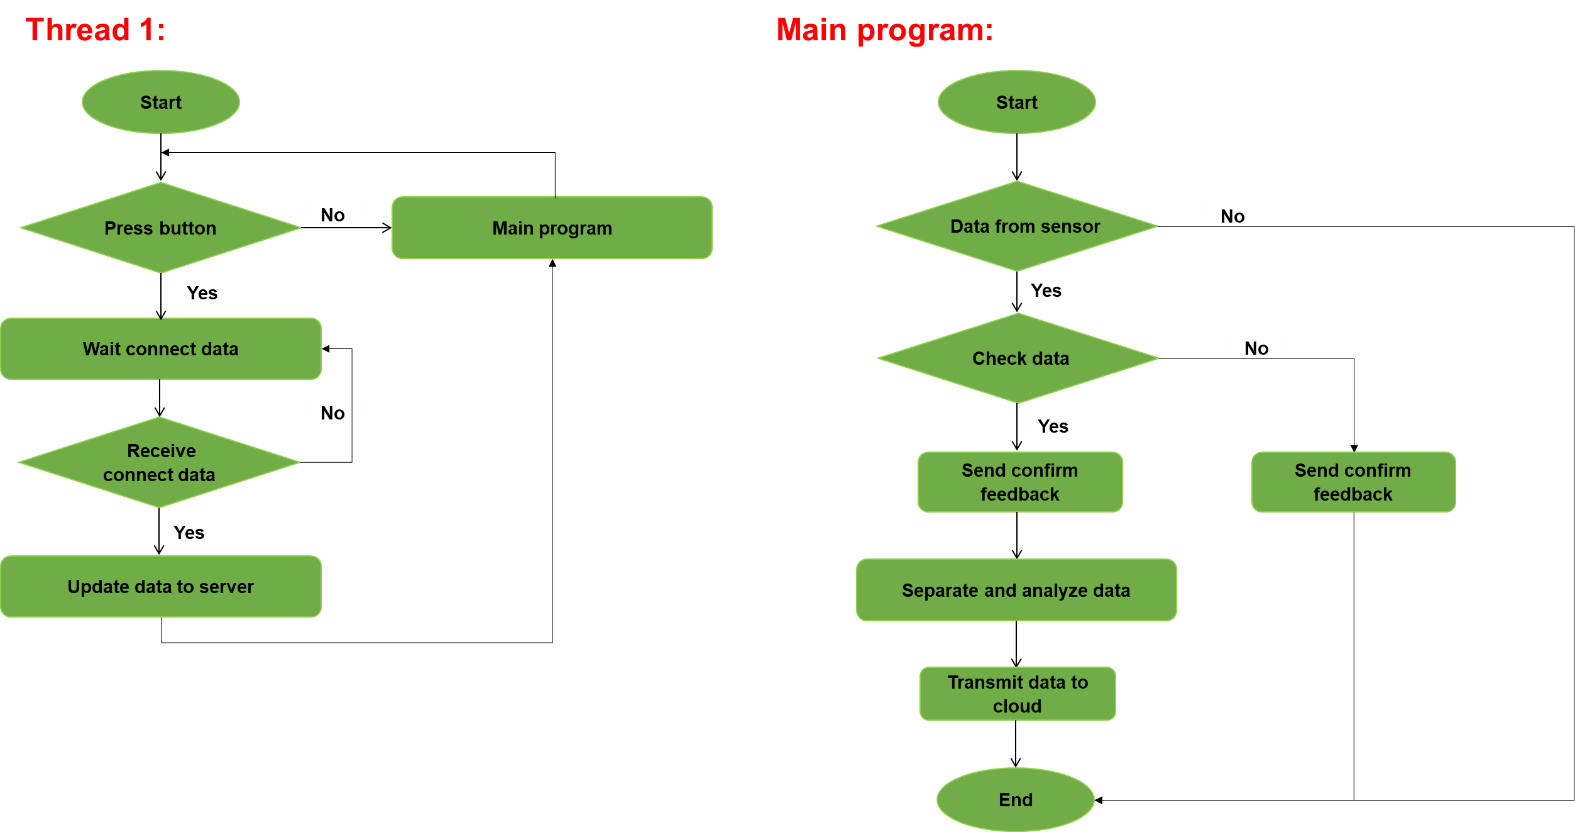 Thread 1:
Start
Press button
No
Main program
Yes
Wait connect data
No
Receive
connect data
Yes
Update data to server
Main program:
Start
Data from sensor
No
Yes
Check data
No
Yes
Send confirm
feedback
Send confirm
feedback
Separate and analyze data
Transmit data to
cloud
End